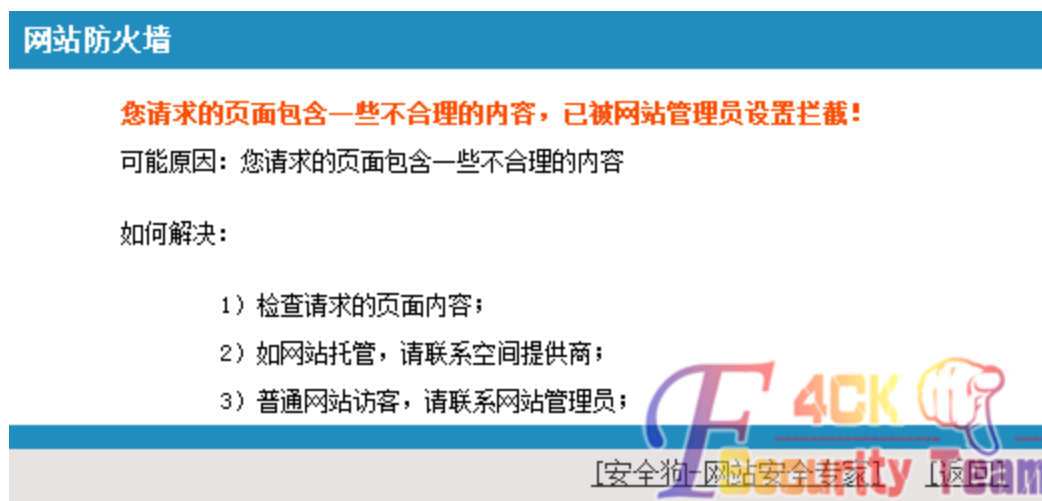 网站防火墙
您请求的页面包含一些不合理的内容，已被网站管理员设置拦截！
可能原因：您请求的页面包含一些不合理的内容
如何解决：
1）检查请求的页面内容；
2）如网站托管，请联系空间提供商；
3）普通网站访客，请联系网站管理员；
F4CK
Security Team
[安全狗-网站安全专家] [返回]